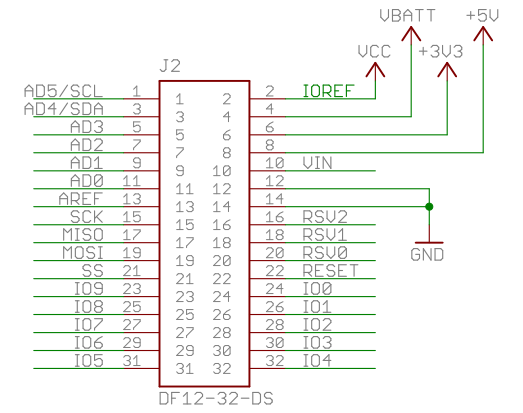 VBATT +5V
VCC +3V3
J2
AD5/SCL 1 1 2 2 IOREF
AD4/SDA 3 3 4 4
AD3 5 5 6 6
AD2 7 7 8 8
AD1 9 9 10 10 VIN
AD0 11 11 12 12
AREF 13 13 14 14
SCK 15 15 16 16 RSV2
MISO 17 17 18 18 RSV1
MOSI 19 19 20 20 RSV0
SS 21 21 22 22 RESET
IO9 23 23 24 24 IO0
IO8 25 25 26 26 IO1
IO7 27 27 28 28 IO2
IO6 29 29 30 30 IO3
IO5 31 31 32 32 IO4
GND
DF12-32-DS